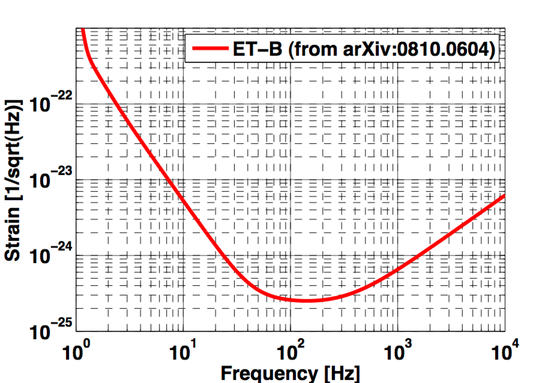 ET−B (from arXiv:0810.0604)
10^−22
10^−23
10^−24
10^−25
Strain [1/sqrt(Hz)]
10^0 10^1 10^2 10^3 10^4
Frequency [Hz]